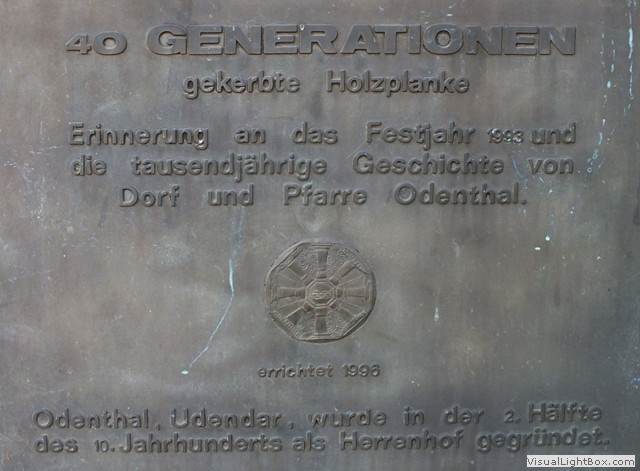 40 GENERATIONEN
gekerbte Holzplanke
Erinnerung an das Festjahr 1993 und
die tausendjährige Geschichte von
Dorf und Pfarre Odenthal.
errichtet 1996
Odenthal, Udendar, wurde in der 2. Hälfte
des 10. Jahrhunderts als Herrenhof gegründet.
VisualLightBox.com